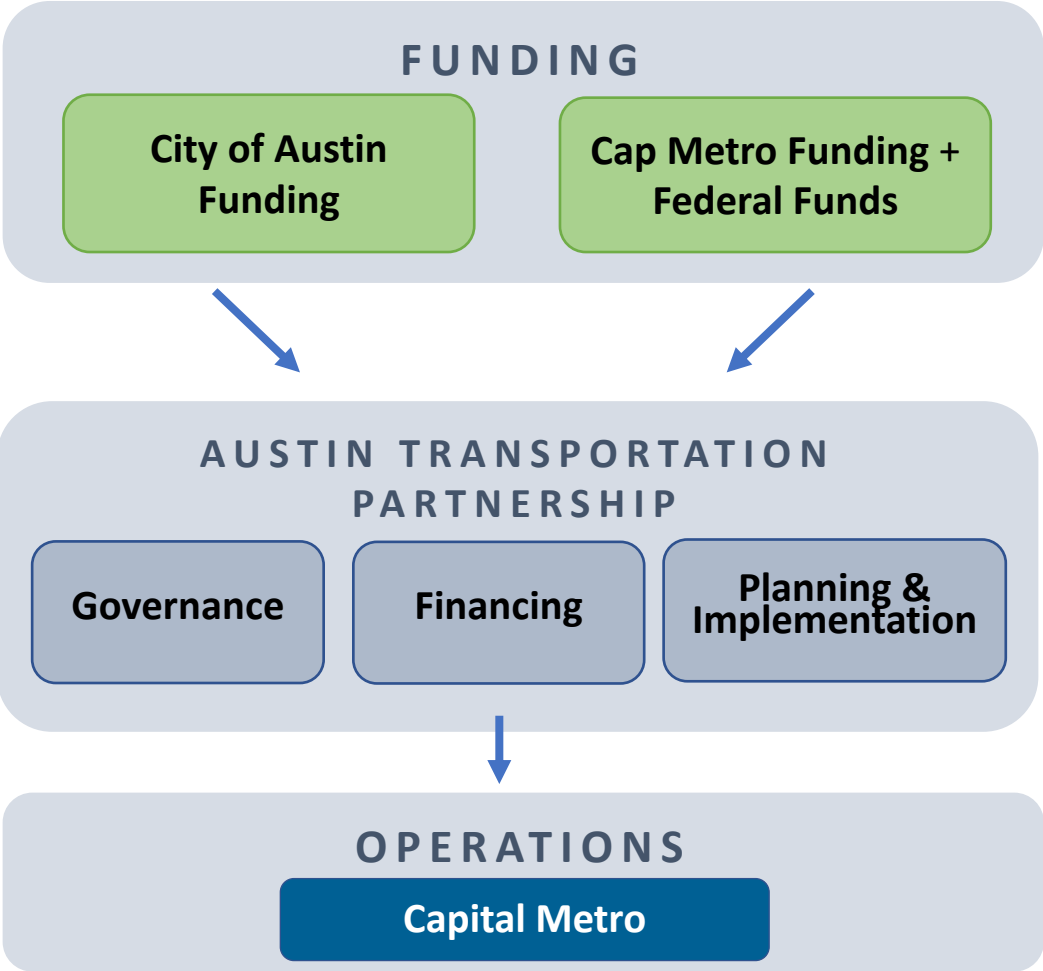 FUNDING
City of Austin
Funding
Cap Metro Funding +
Federal Funds
AUSTIN TRANSPORTATION
PARTNERSHIP
Governance
Financing
Planning &
Implementation
OPERATIONS
Capital Metro